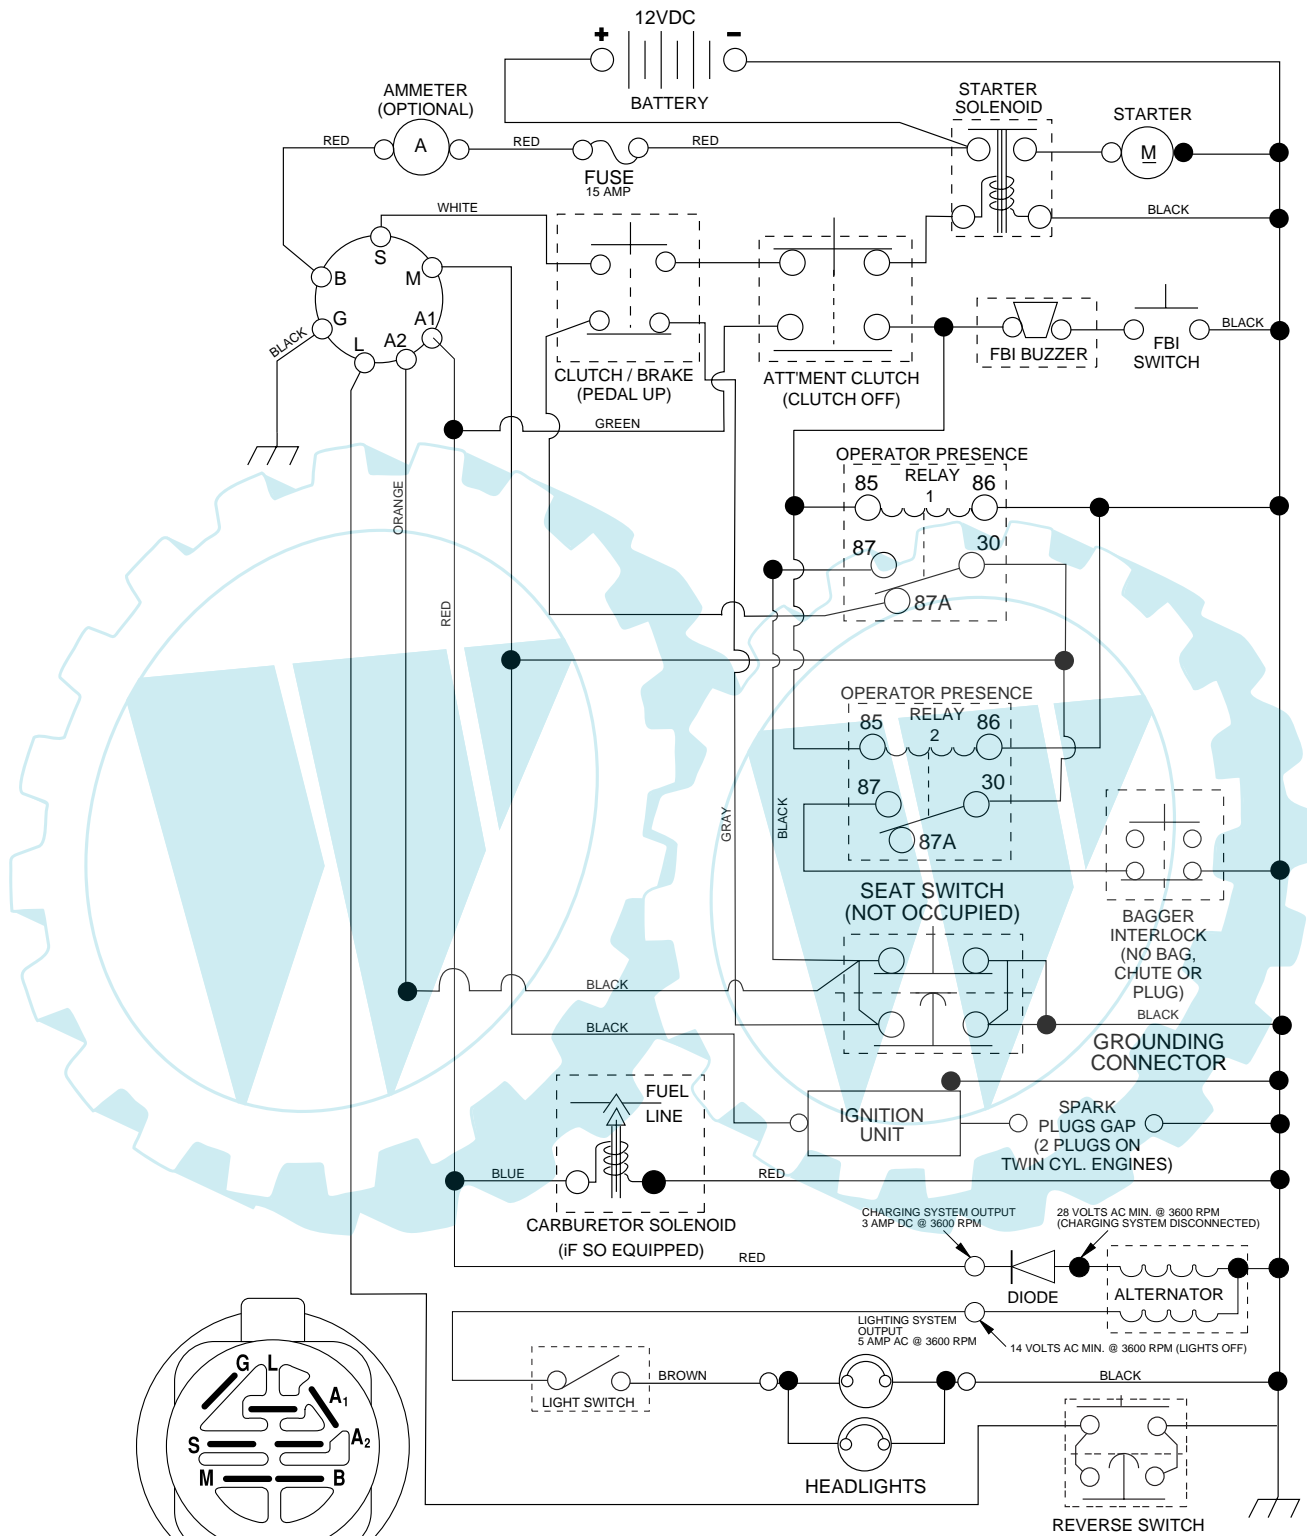 12VDC
+
−
BATTERY
AMMETER
(OPTIONAL)
A
RED
RED
RED
FUSE
15 AMP
STARTER
SOLENOID
STARTER
M
BLACK
WHITE
S
M
B
G
L
A2
A1
BLACK
CLUTCH / BRAKE
(PEDAL UP)
ATT'MENT CLUTCH
(CLUTCH OFF)
FBI BUZZER
FBI
SWITCH
BLACK
GREEN
ORANGE
RED
OPERATOR PRESENCE
RELAY
1
85
86
87
30
87A
OPERATOR PRESENCE
RELAY
2
85
86
87
30
87A
GRAY
BLACK
SEAT SWITCH
(NOT OCCUPIED)
BAGGER
INTERLOCK
(NO BAG,
CHUTE OR
PLUG)
BLACK
BLACK
BLACK
GROUNDING
CONNECTOR
FUEL
LINE
IGNITION
UNIT
SPARK
PLUGS GAP
(2 PLUGS ON
TWIN CYL. ENGINES)
BLUE
RED
CARBURETOR SOLENOID
(iF SO EQUIPPED)
CHARGING SYSTEM OUTPUT
3 AMP DC @ 3600 RPM
28 VOLTS AC MIN. @ 3600 RPM
(CHARGING SYSTEM DISCONNECTED)
RED
DIODE
ALTERNATOR
LIGHTING SYSTEM
OUTPUT
5 AMP AC @ 3600 RPM
14 VOLTS AC MIN. @ 3600 RPM (LIGHTS OFF)
LIGHT SWITCH
BROWN
BLACK
HEADLIGHTS
REVERSE SWITCH
G
L
A1
A2
S
M
B